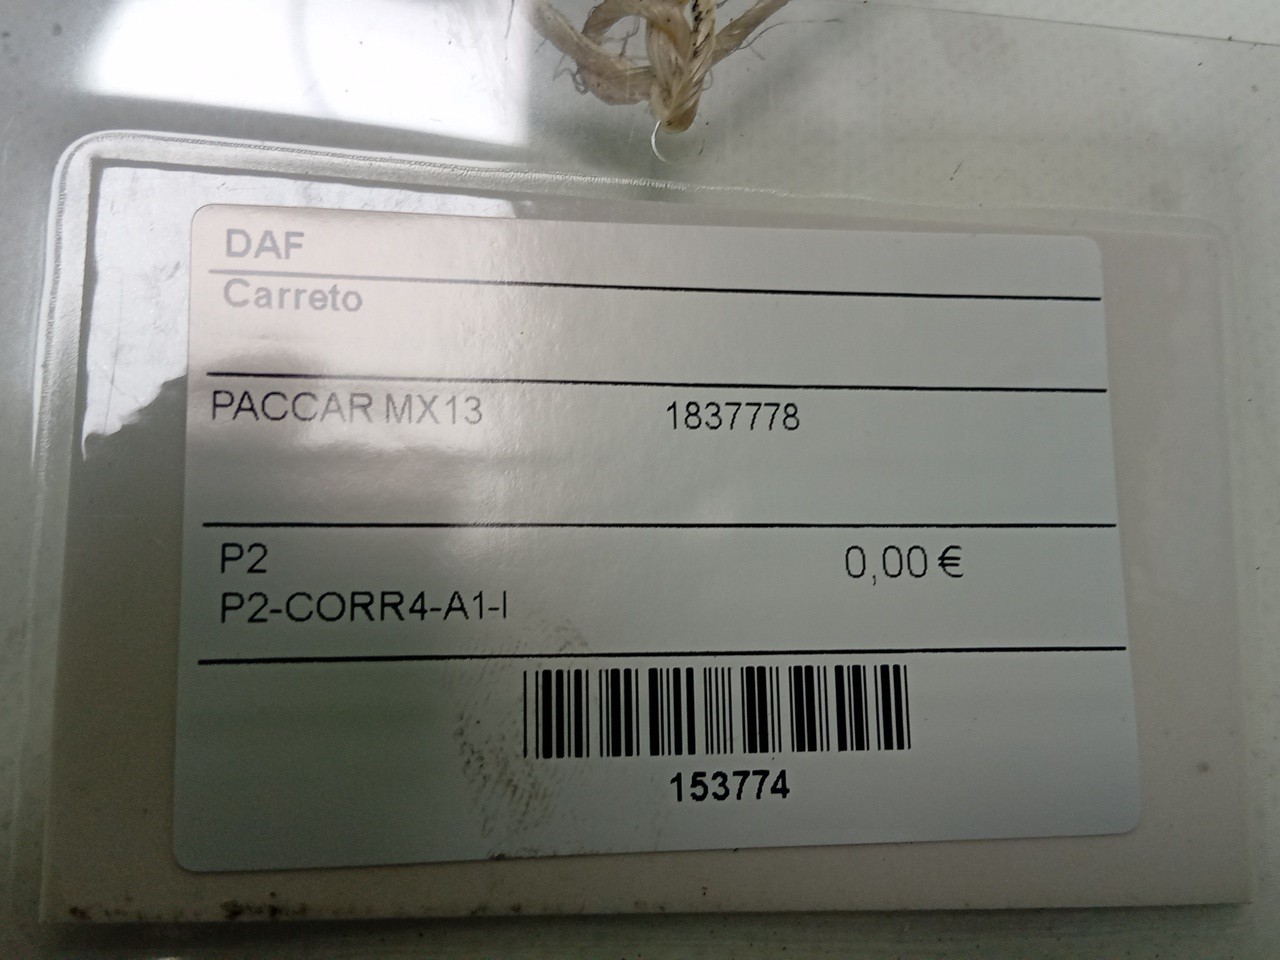 DAF
Carreto
PACCAR MX13 1837778
P2 0,00 €
P2-CORR4-A1-I
153774